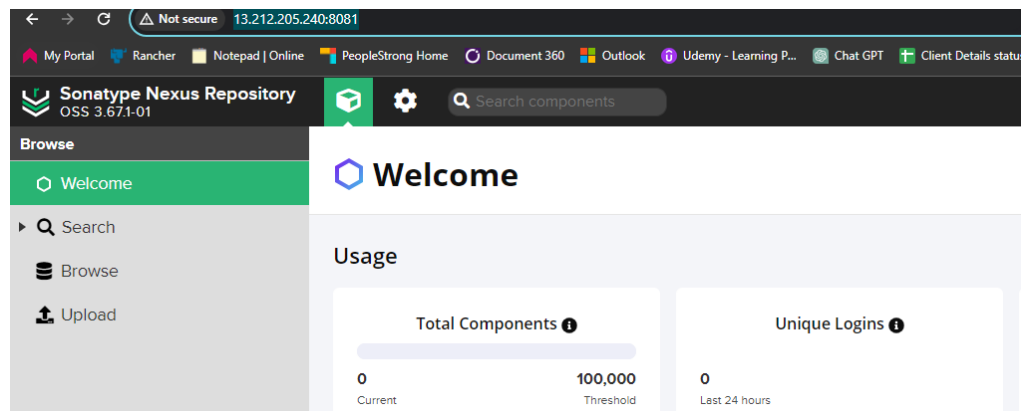 Not secure 13.212.205.240:8081
My Portal Rancher Notepad | Online PeopleStrong Home Document 360 Outlook Udemy - Learning P... Chat GPT Client Details statu
Sonatype Nexus Repository
OSS 3.67.1-01
Search components
Browse
Welcome
Welcome
Search
Usage
Browse
Upload
Total Components
Unique Logins
0 100,000 0
Current Threshold Last 24 hours